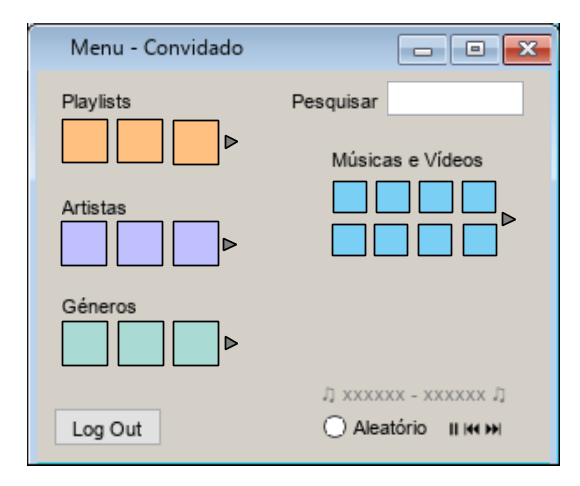 Menu - Convidado
Playlists
Pesquisar
Músicas e Vídeos
Artistas
Géneros
♫ xxxxxx - xxxxxx ♫
Log Out
Aleatório